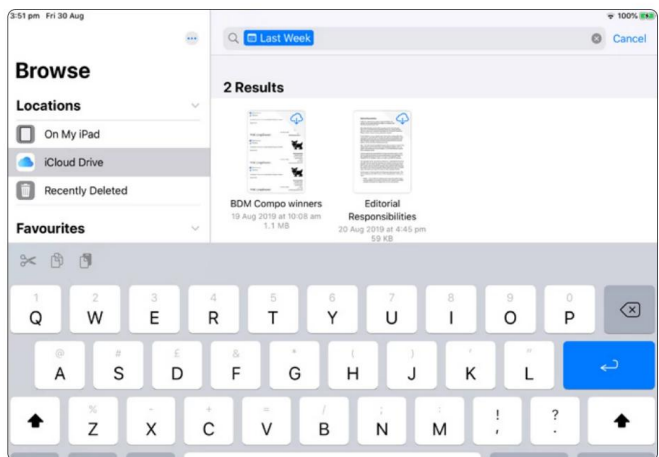 3:51 pm Fri 30 Aug
100%
Last Week
Cancel
Browse
2 Results
Locations
On My iPad
iCloud Drive
Recently Deleted
BDM Compo winners
19 Aug 2019 at 10:08 am
1.1 MB
Editorial
Responsibilities
20 Aug 2019 at 4:45 pm
59 KB
Favourites
1 2 3 4 5 6 7 8 9 0
Q W E R T Y U I O P
@ # £ & * ( ) ' "
A S D F G H J K L
% - + = / ; : ! ?
Z X C V B N M , .